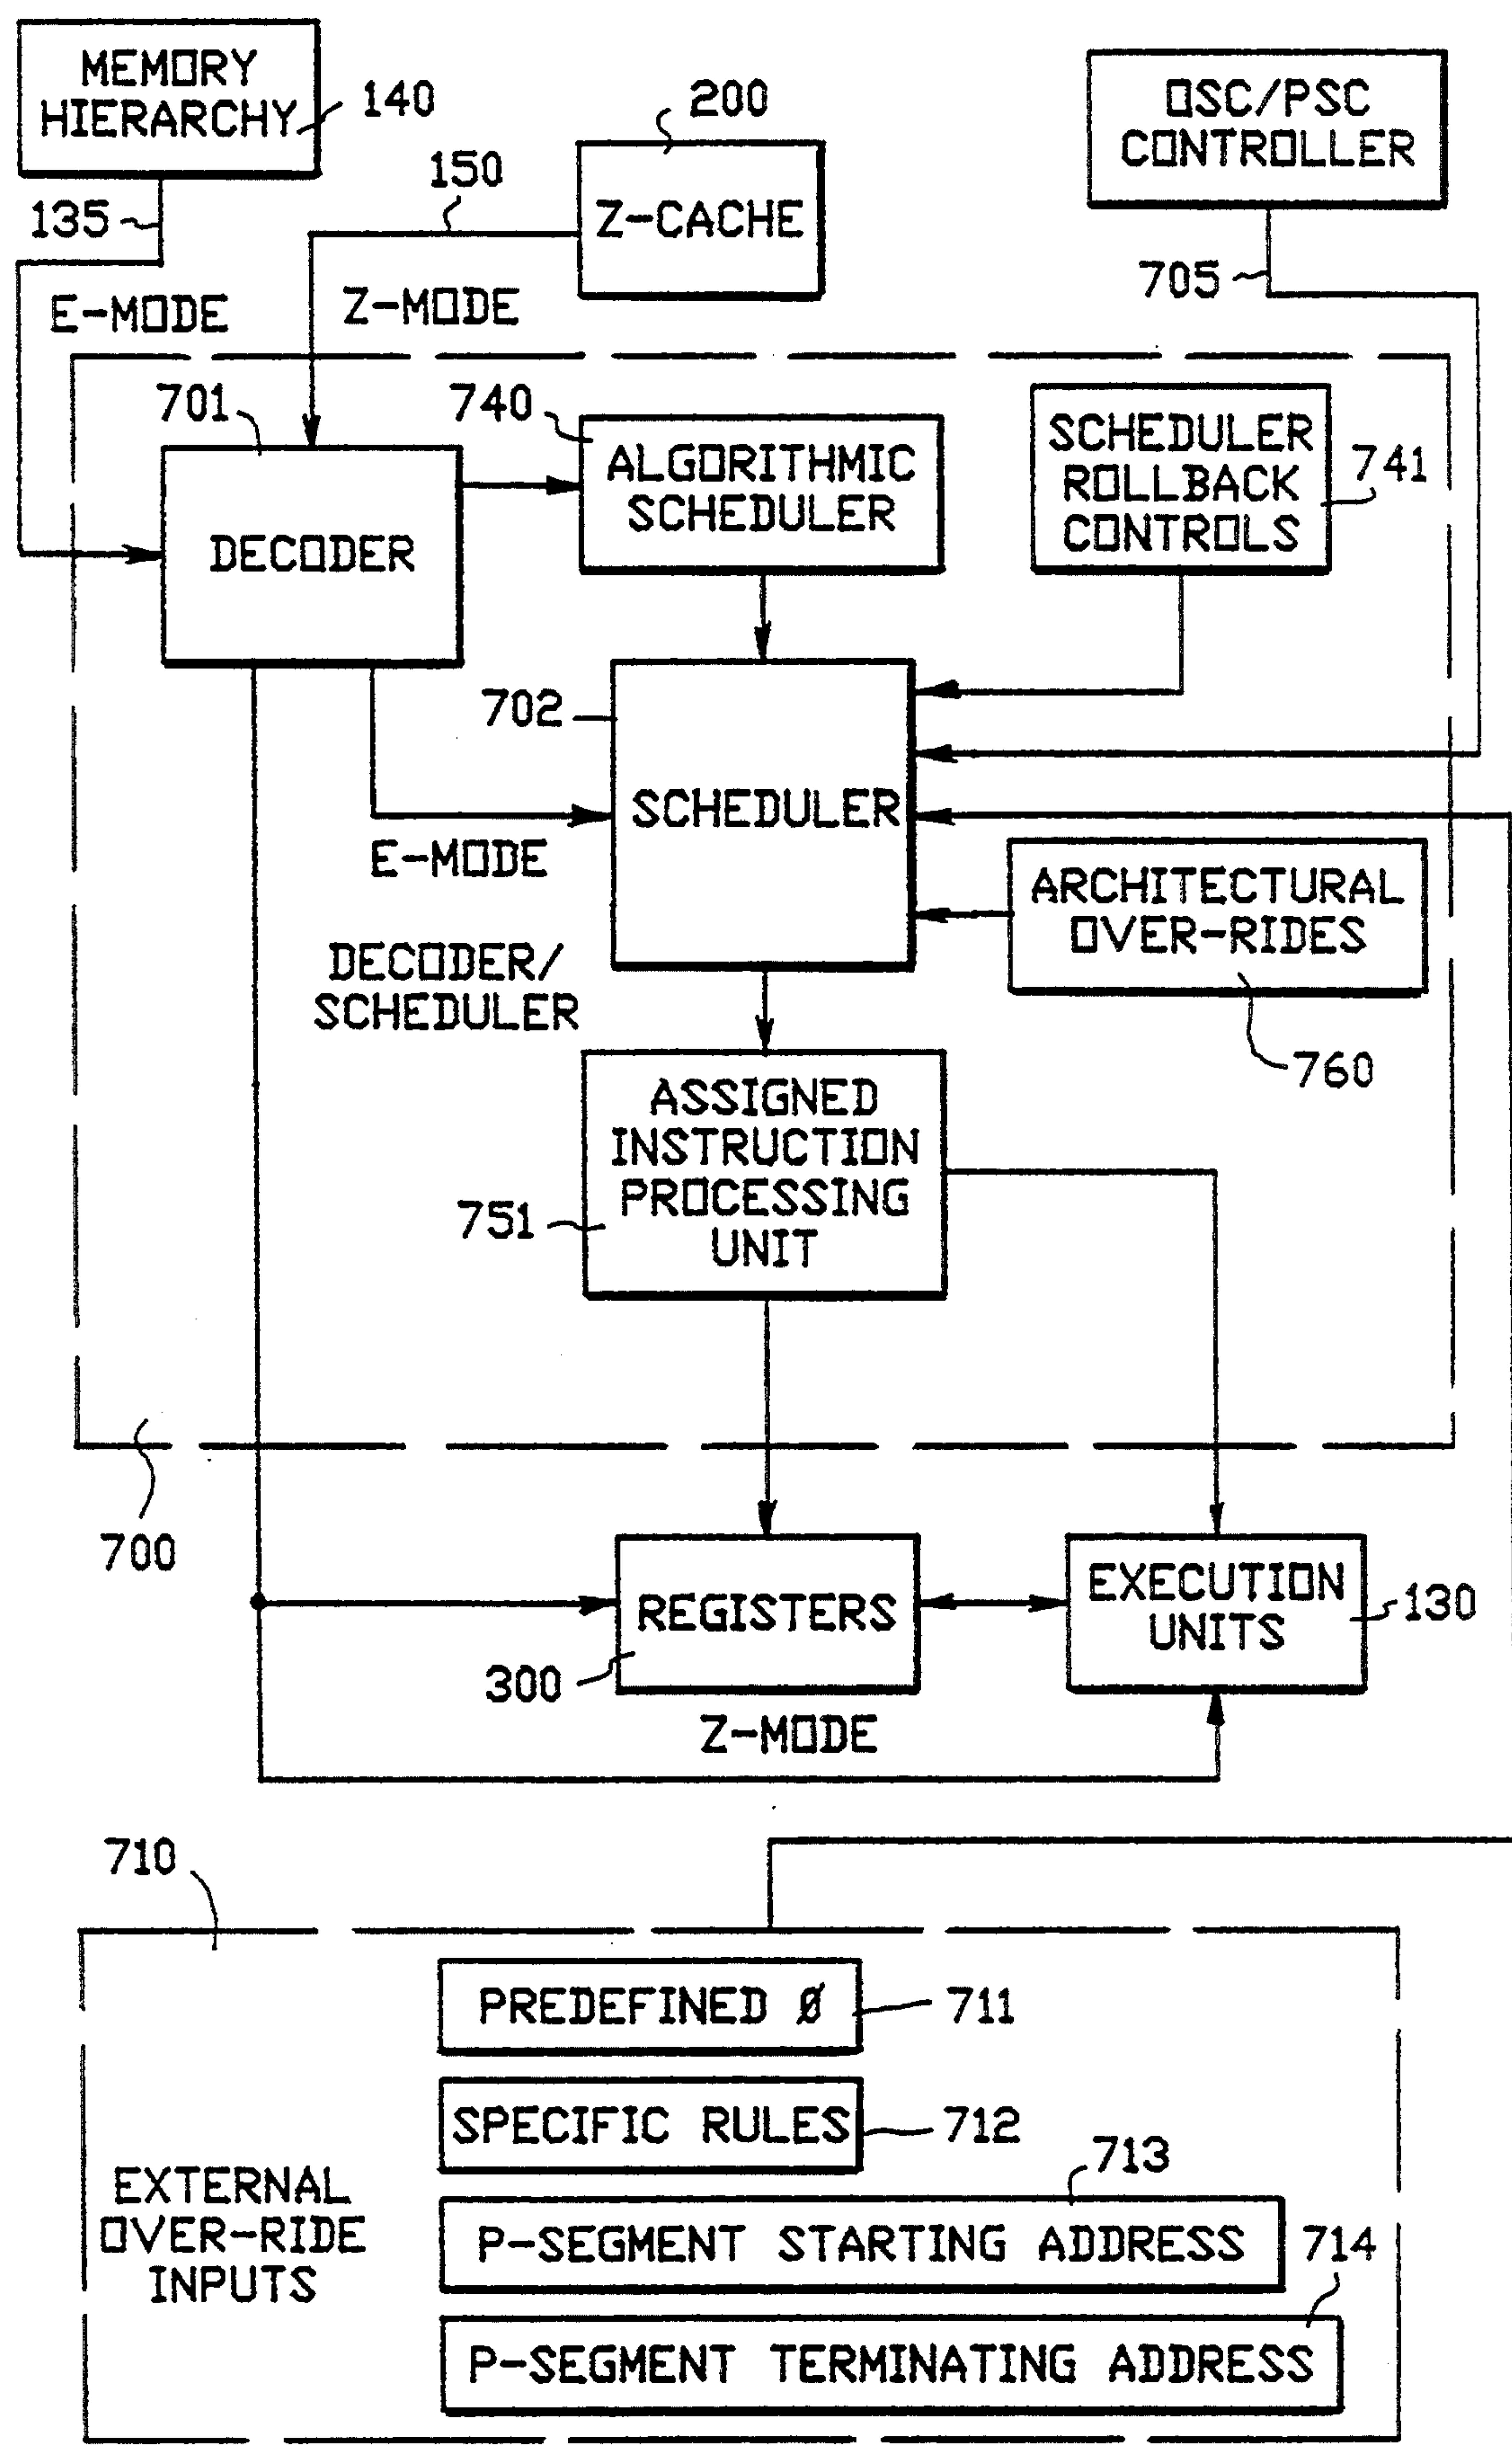 MEMORY
HIERARCHY
140
200
OSC/PSC
CONTROLLER
135
150
Z-CACHE
705
E-MODE
Z-MODE
701
740
ALGORITHMIC
SCHEDULER
SCHEDULER
ROLLBACK
CONTROLS
741
DECODER
702
SCHEDULER
E-MODE
ARCHITECTURAL
OVER-RIDES
760
DECODER/
SCHEDULER
ASSIGNED
INSTRUCTION
PROCESSING
UNIT
751
700
REGISTERS
300
EXECUTION
UNITS
130
Z-MODE
710
PREDEFINED Ø
711
SPECIFIC RULES
712
713
EXTERNAL
OVER-RIDE
INPUTS
P-SEGMENT STARTING ADDRESS
714
P-SEGMENT TERMINATING ADDRESS